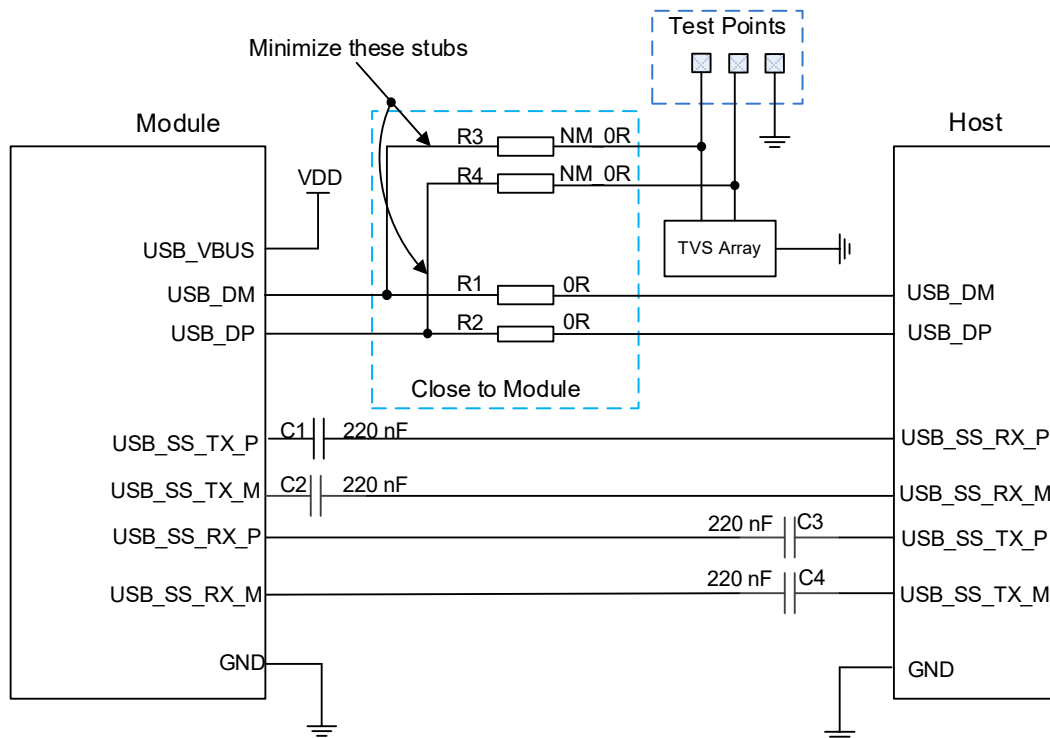 Test Points
Minimize these stubs
Module
Host
R3 NM_0R
R4 NM_0R
VDD
TVS Array
USB_VBUS
USB_DM R1 0R USB_DM
USB_DP R2 0R USB_DP
Close to Module
USB_SS_TX_P C1 220 nF USB_SS_RX_P
USB_SS_TX_M C2 220 nF USB_SS_RX_M
USB_SS_RX_P 220 nF C3 USB_SS_TX_P
USB_SS_RX_M 220 nF C4 USB_SS_TX_M
GND GND